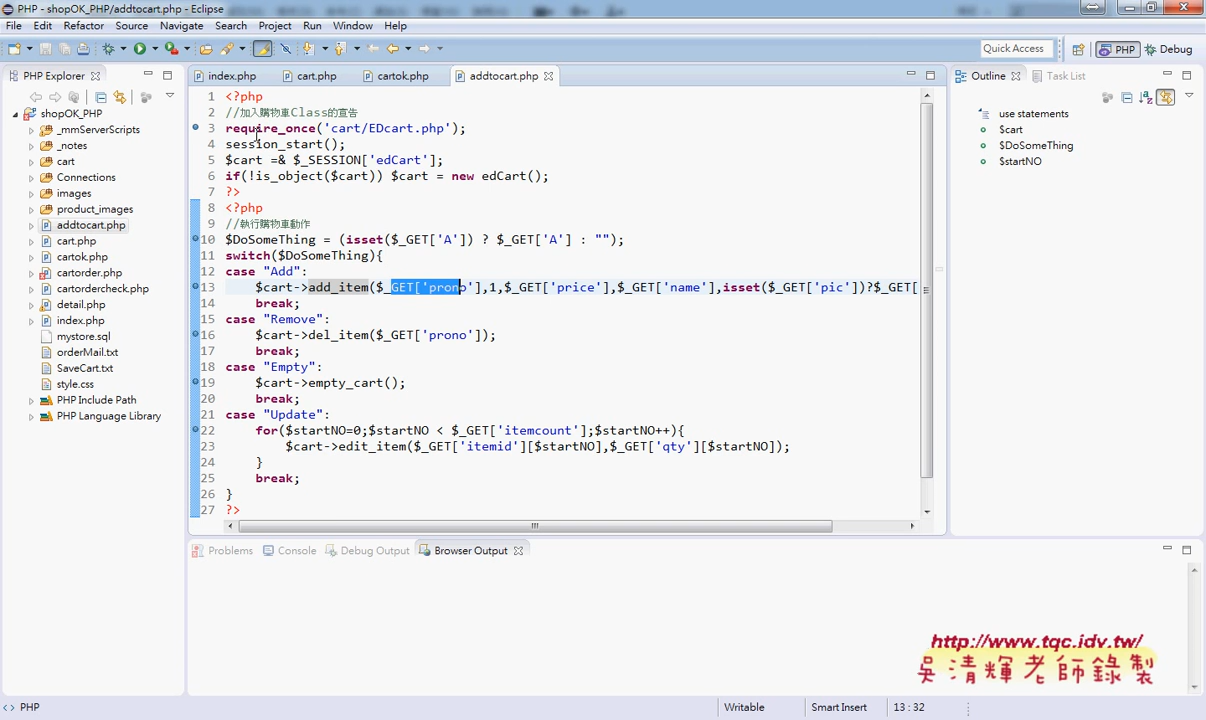 PHP - shopOK_PHP/addtocart.php - Eclipse
File Edit Refactor Source Navigate Search Project Run Window Help
Quick Access PHP Debug
PHP Explorer
shopOK_PHP
_mmServerScripts
_notes
cart
Connections
images
product_images
addtocart.php
cart.php
cartok.php
cartorder.php
cartordercheck.php
detail.php
index.php
mystore.sql
orderMail.txt
SaveCart.txt
style.css
PHP Include Path
PHP Language Library
index.php cart.php cartok.php addtocart.php
1 <?php
2 //加入購物車Class的宣告
3 require_once('cart/EDcart.php');
4 session_start();
5 $cart =& $_SESSION['edCart'];
6 if(!is_object($cart)) $cart = new edCart();
7 ?>
8 <?php
9 //執行購物車動作
10 $DoSomeThing = (isset($_GET['A']) ? $_GET['A'] : "");
11 switch($DoSomeThing){
12 case "Add":
13 $cart->add_item($_GET['prono'],1,$_GET['price'],$_GET['name'],isset($_GET['pic'])?$_GET[
14 break;
15 case "Remove":
16 $cart->del_item($_GET['prono']);
17 break;
18 case "Empty":
19 $cart->empty_cart();
20 break;
21 case "Update":
22 for($startNO=0;$startNO < $_GET['itemcount'];$startNO++){
23 $cart->edit_item($_GET['itemid'][$startNO],$_GET['qty'][$startNO]);
24 }
25 break;
26 }
27 ?>
Outline Task List
use statements
$cart
$DoSomeThing
$startNO
Problems Console Debug Output Browser Output
http://www.tqc.idv.tw/
吳清輝老師錄製
PHP Writable Smart Insert 13 : 32